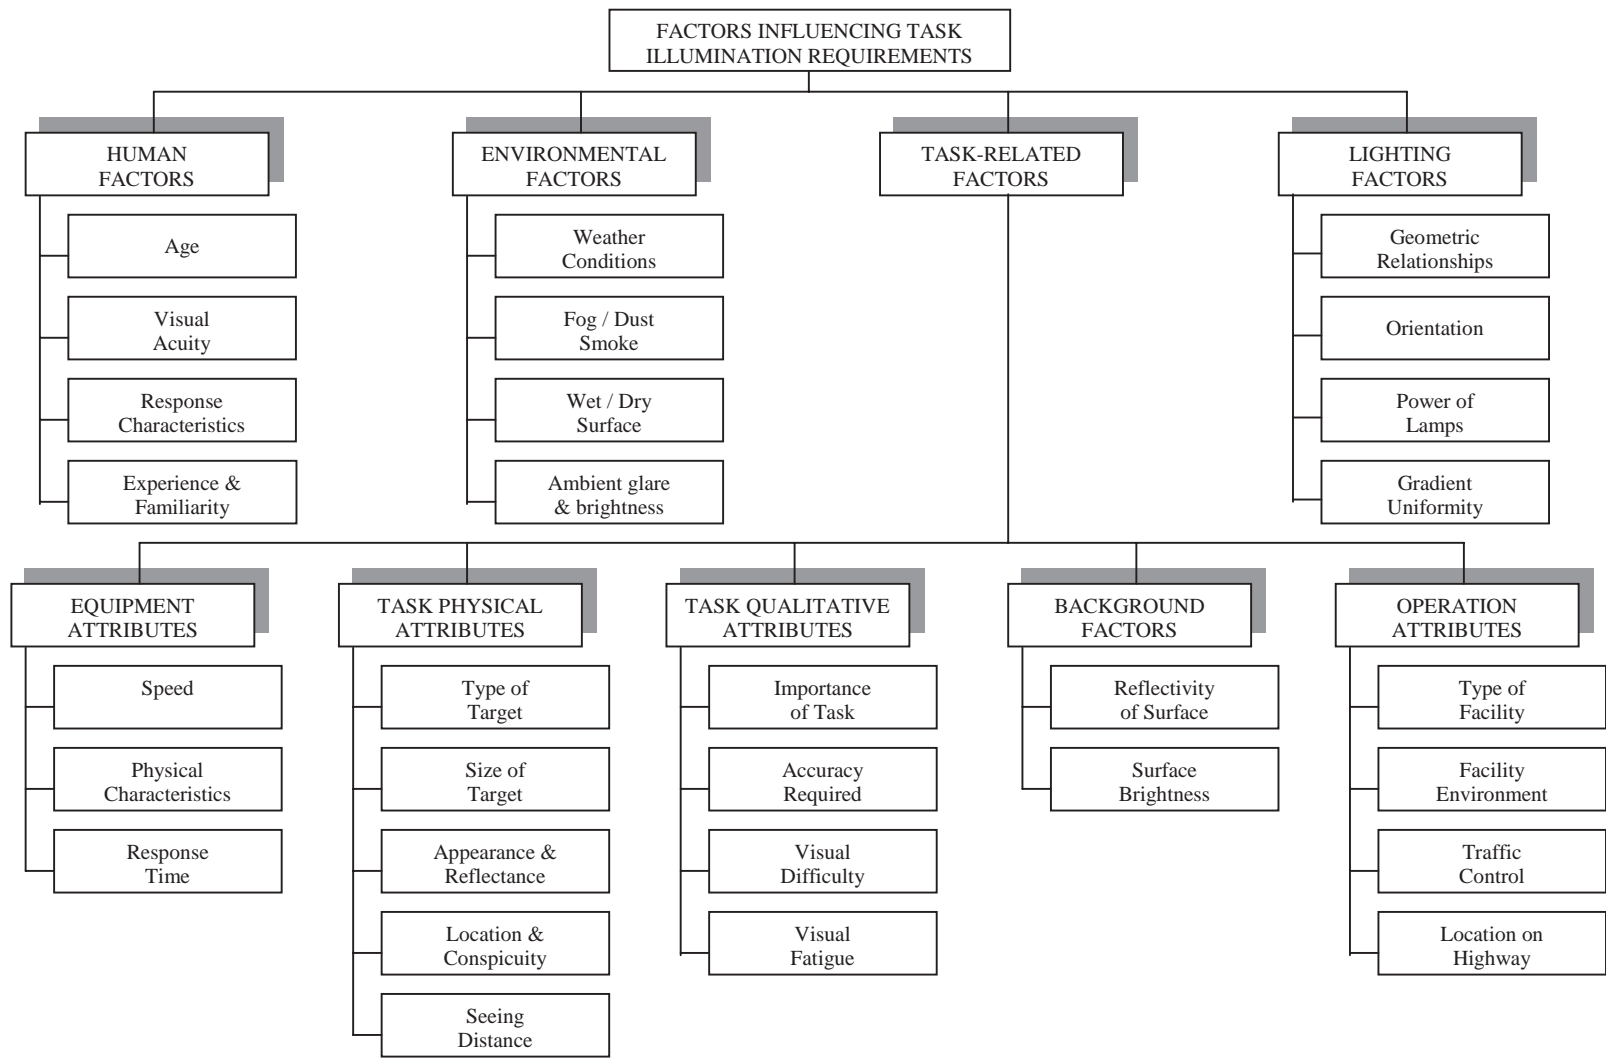 FACTORS INFLUENCING TASK
ILLUMINATION REQUIREMENTS
HUMAN
FACTORS
Age
Visual
Acuity
Response
Characteristics
Experience &
Familiarity
ENVIRONMENTAL
FACTORS
Weather
Conditions
Fog / Dust
Smoke
Wet / Dry
Surface
Ambient glare
& brightness
TASK-RELATED
FACTORS
LIGHTING
FACTORS
Geometric
Relationships
Orientation
Power of
Lamps
Gradient
Uniformity
EQUIPMENT
ATTRIBUTES
Speed
Physical
Characteristics
Response
Time
TASK PHYSICAL
ATTRIBUTES
Type of
Target
Size of
Target
Appearance &
Reflectance
Location &
Conspicuity
Seeing
Distance
TASK QUALITATIVE
ATTRIBUTES
Importance
of Task
Accuracy
Required
Visual
Difficulty
Visual
Fatigue
BACKGROUND
FACTORS
Reflectivity
of Surface
Surface
Brightness
OPERATION
ATTRIBUTES
Type of
Facility
Facility
Environment
Traffic
Control
Location on
Highway